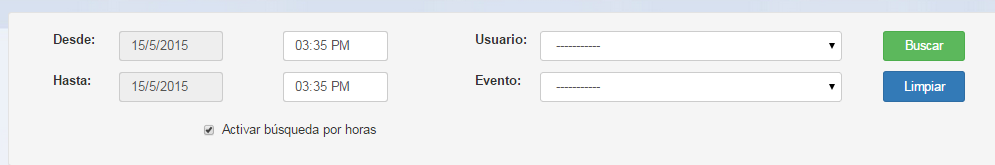 Desde: 15/5/2015 03:35 PM Usuario: ----------- Buscar
Hasta: 15/5/2015 03:35 PM Evento: ----------- Limpiar
Activar búsqueda por horas